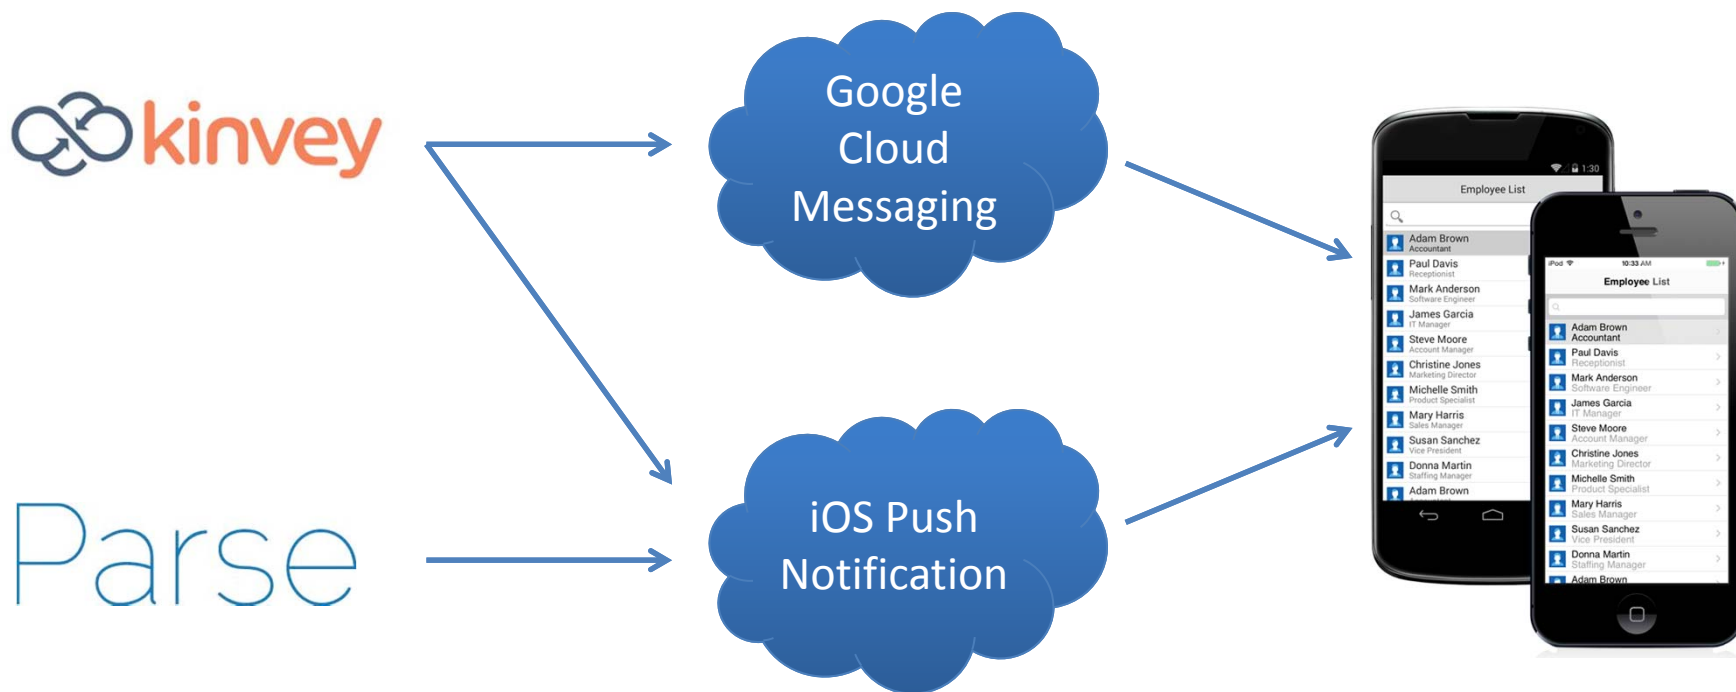 kinvey
Google
Cloud
Messaging
iOS Push
Notification
Parse
1:30
Employee List
Adam Brown
Accountant
Paul Davis
Receptionist
Mark Anderson
Software Engineer
James Garcia
IT Manager
Steve Moore
Account Manager
Christine Jones
Marketing Director
Michelle Smith
Product Specialist
Mary Harris
Sales Manager
Susan Sanchez
Vice President
Donna Martin
Staffing Manager
Adam Brown
iPod 10:33 AM
Employee List
Adam Brown
Accountant
Paul Davis
Receptionist
Mark Anderson
Software Engineer
James Garcia
IT Manager
Steve Moore
Account Manager
Christine Jones
Marketing Director
Michelle Smith
Product Specialist
Mary Harris
Sales Manager
Susan Sanchez
Vice President
Donna Martin
Staffing Manager
Adam Brown